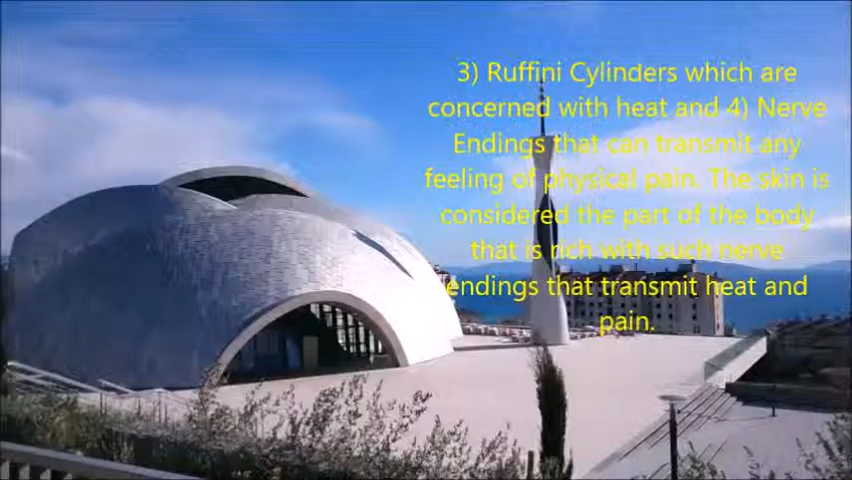 3) Ruffini Cylinders which are
concerned with heat and 4) Nerve
Endings that can transmit any
feeling of physical pain. The skin is
considered the part of the body
that is rich with such nerve
endings that transmit heat and
pain.